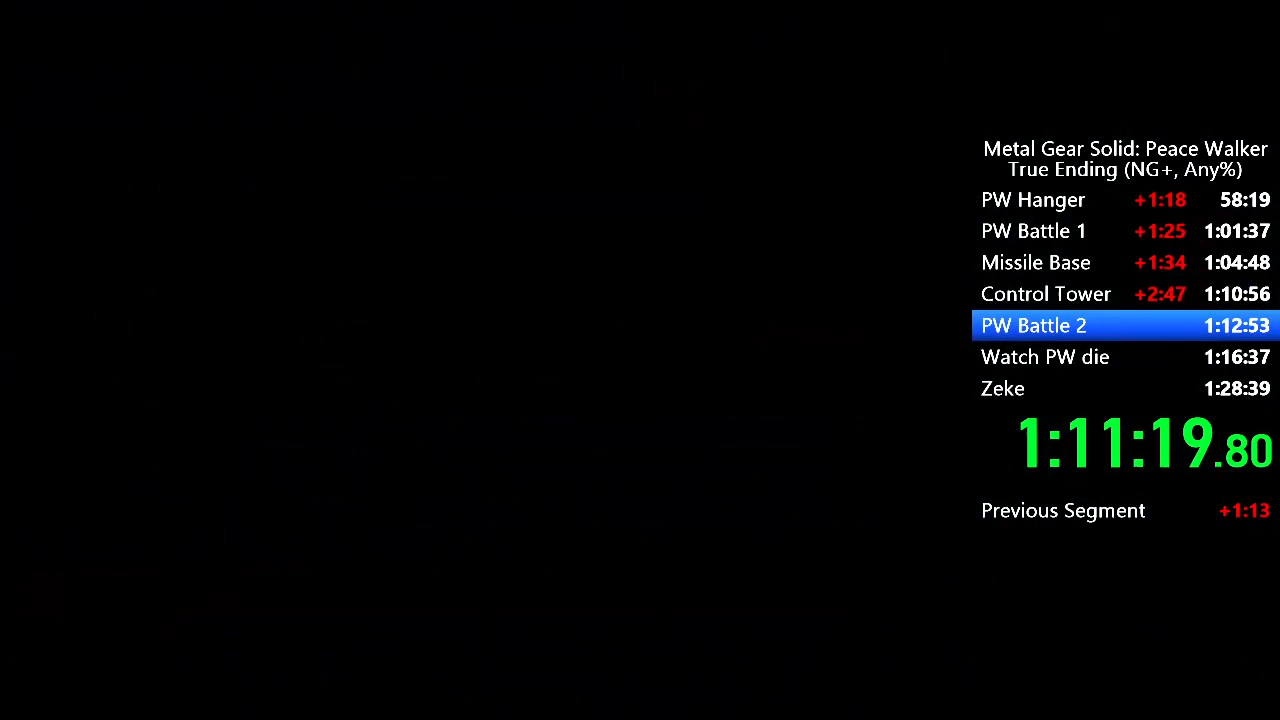 Metal Gear Solid: Peace Walker
True Ending (NG+, Any%)
PW Hanger +1:18 58:19
PW Battle 1 +1:25 1:01:37
Missile Base +1:34 1:04:48
Control Tower +2:47 1:10:56
PW Battle 2 1:12:53
Watch PW die 1:16:37
Zeke 1:28:39
1:11:19.80
Previous Segment +1:13